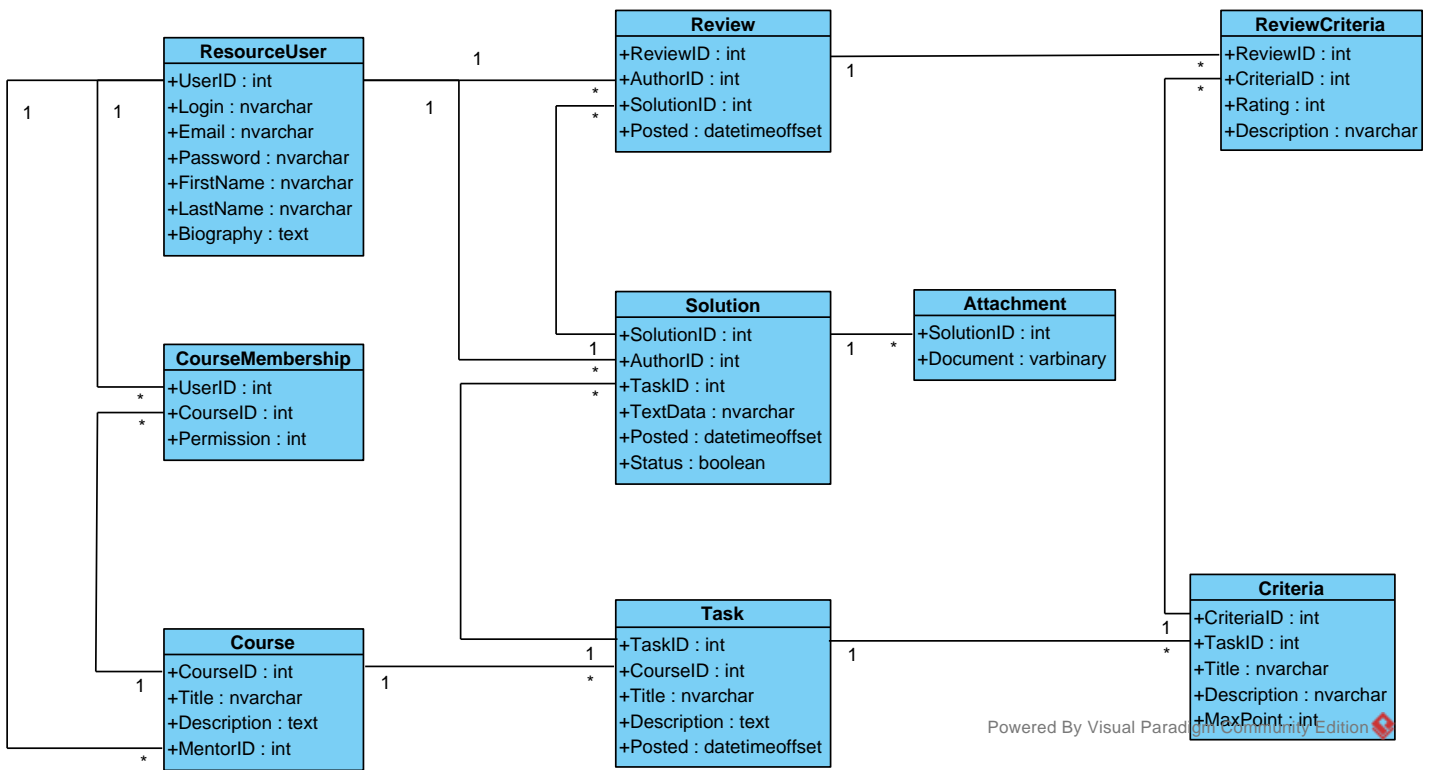 ResourceUser
+UserID : int
+Login : nvarchar
+Email : nvarchar
+Password : nvarchar
+FirstName : nvarchar
+LastName : nvarchar
+Biography : text
Review
+ReviewID : int
+AuthorID : int
+SolutionID : int
+Posted : datetimeoffset
ReviewCriteria
+ReviewID : int
+CriteriaID : int
+Rating : int
+Description : nvarchar
1
1
1
1
1
*
*
1
*
*
CourseMembership
+UserID : int
+CourseID : int
+Permission : int
*
*
Solution
+SolutionID : int
+AuthorID : int
+TaskID : int
+TextData : nvarchar
+Posted : datetimeoffset
+Status : boolean
1
*
*
1
*
Attachment
+SolutionID : int
+Document : varbinary
Course
+CourseID : int
+Title : nvarchar
+Description : text
+MentorID : int
1
*
1
Task
+TaskID : int
+CourseID : int
+Title : nvarchar
+Description : text
+Posted : datetimeoffset
1
*
1
Criteria
+CriteriaID : int
+TaskID : int
+Title : nvarchar
+Description : nvarchar
+MaxPoint : int
1
*
Powered By Visual Paradigm Community Edition